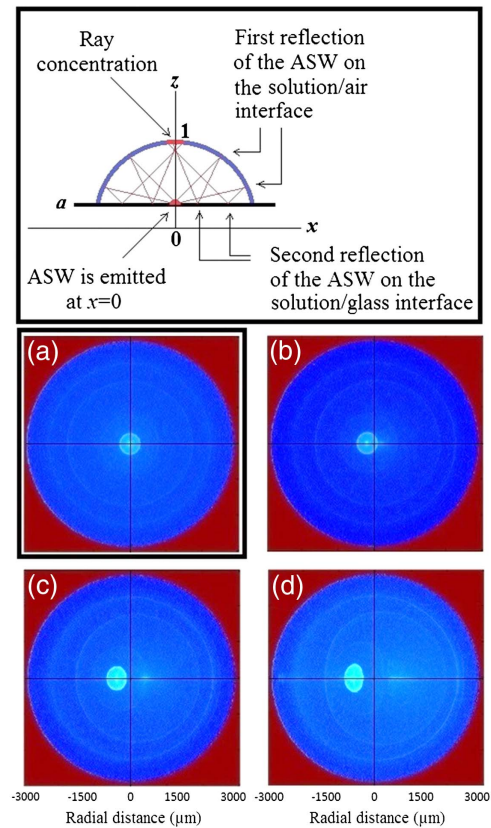 Ray
concentration
First reflection
of the ASW on
the solution/air
interface
z
1
a
x
0
ASW is emitted
at x=0
Second reflection
of the ASW on the
solution/glass interface
(a)
(b)
(c)
(d)
-3000 -1500 0 1500 3000
-3000 -1500 0 1500 3000
Radial distance (µm)
Radial distance (µm)